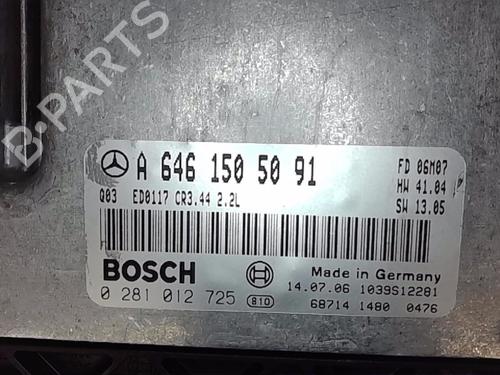 B-PARTS
A 646 150 50 91
FD 06M07
Q03 ED0117 CR3.44 2.2L
HW 41.04
SW 13.05
BOSCH
Made in Germany
14.07.06 1039S12281
0 281 012 725 810
68714 1480 0476